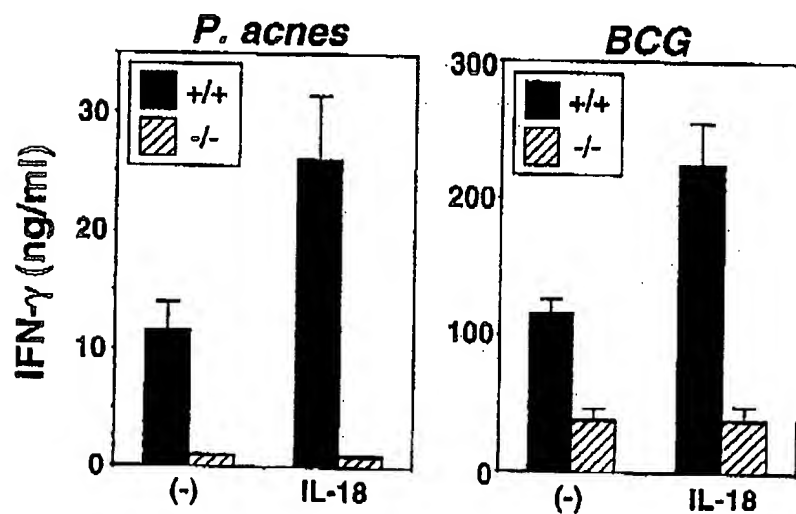 P. acnes
BCG
IFN-γ (ng/ml)
30
20
10
0
+/+
-/-
(-)
IL-18
300
200
100
0
+/+
-/-
(-)
IL-18